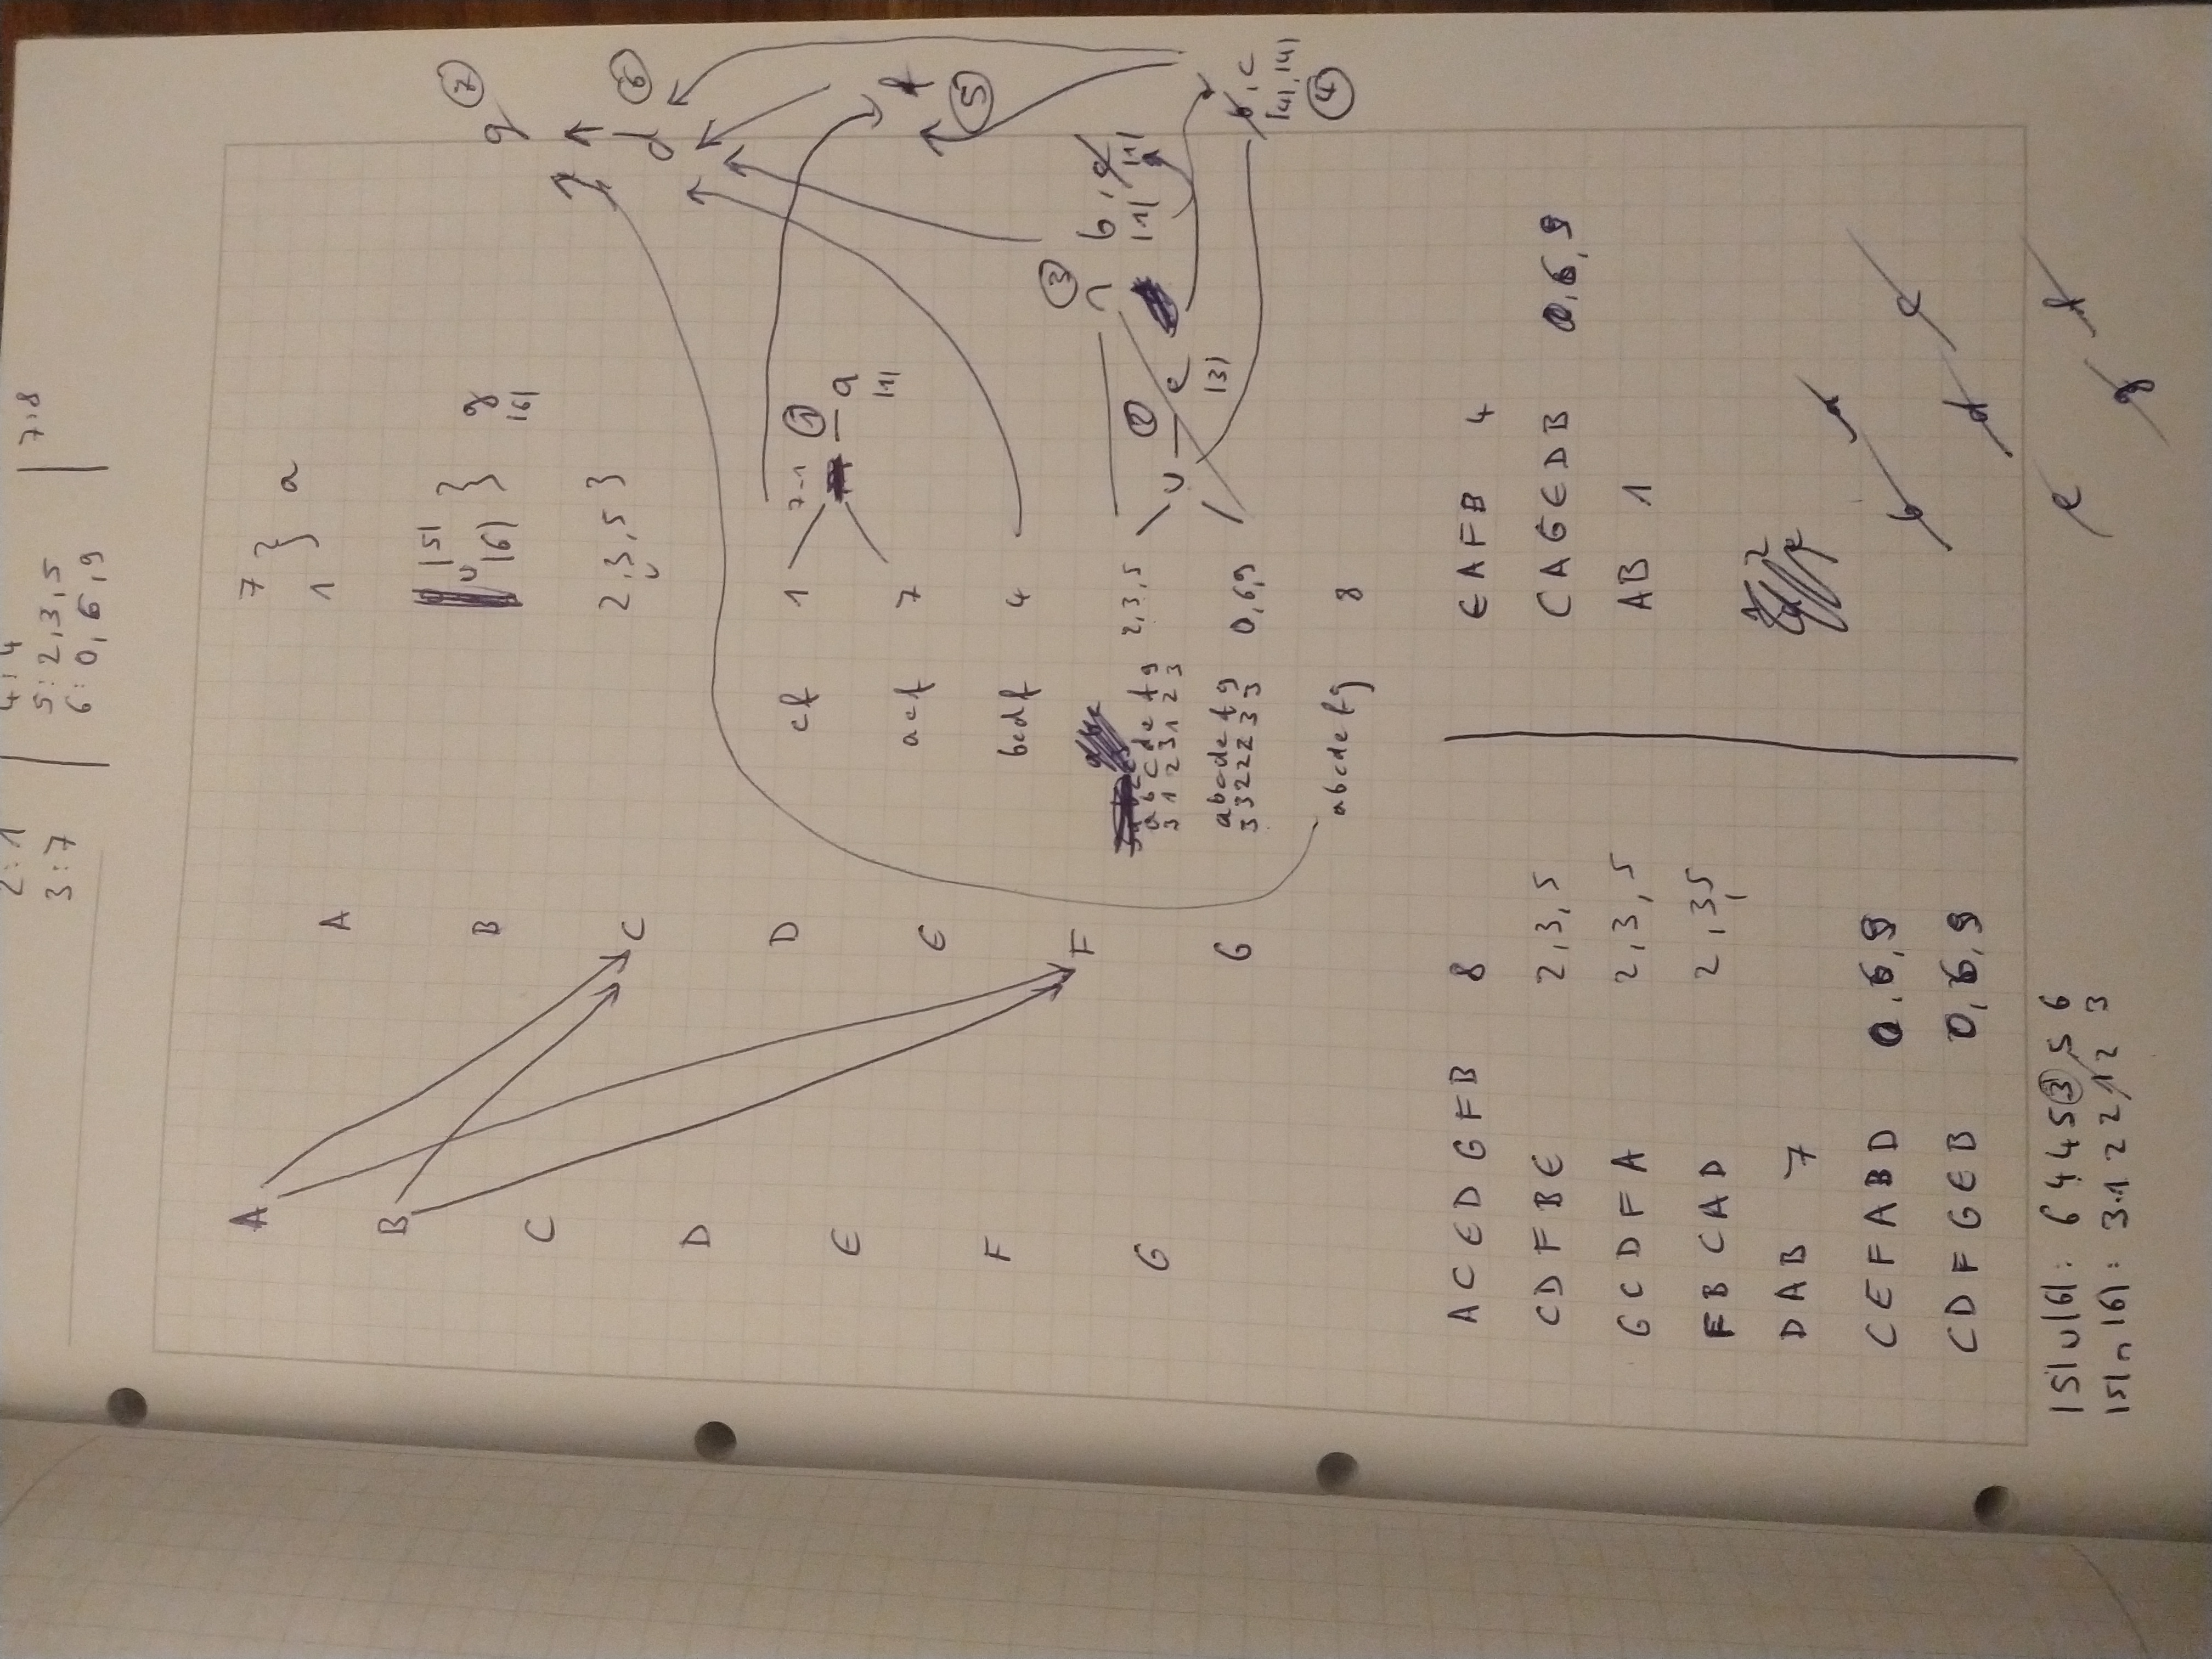 2:1
3:7
4:4
5:2,3,5
6:0,6,9
7:8
A
B
C
D
E
F
G
A
B
C
D
E
F
G
7
1
} a
|5|
∪
|6|
} g
|6|
2,3,5 }
∪
g ⑦
d ⑥
f
⑤
cf 1
7-1 ① a
|1|
acf 7
bcdf 4
③
∩ b, e
|1| |1|
abcdefg 2,3,5
3 1 2 3 1 2 3
∪ ② e
|3|
abcdefg
3 3 2 2 2 3 3 0,6,9
b, c
|4|,|4|
④
abcdefg 8
ACEDGFB 8
CDFBE 2,3,5
GCDFA 2,3,5
FBCAD 2,3,5
DAB 7
CEFABD 0,6,9
CDFGEB 0,6,9
EAFB 4
CAGEDB 0,6,9
AB 1
a
b c
d
e f
g
|5|∪|6|: 6 4 4 5 3 5 6
|5|∩|6|: 3 1 2 2 1 2 3